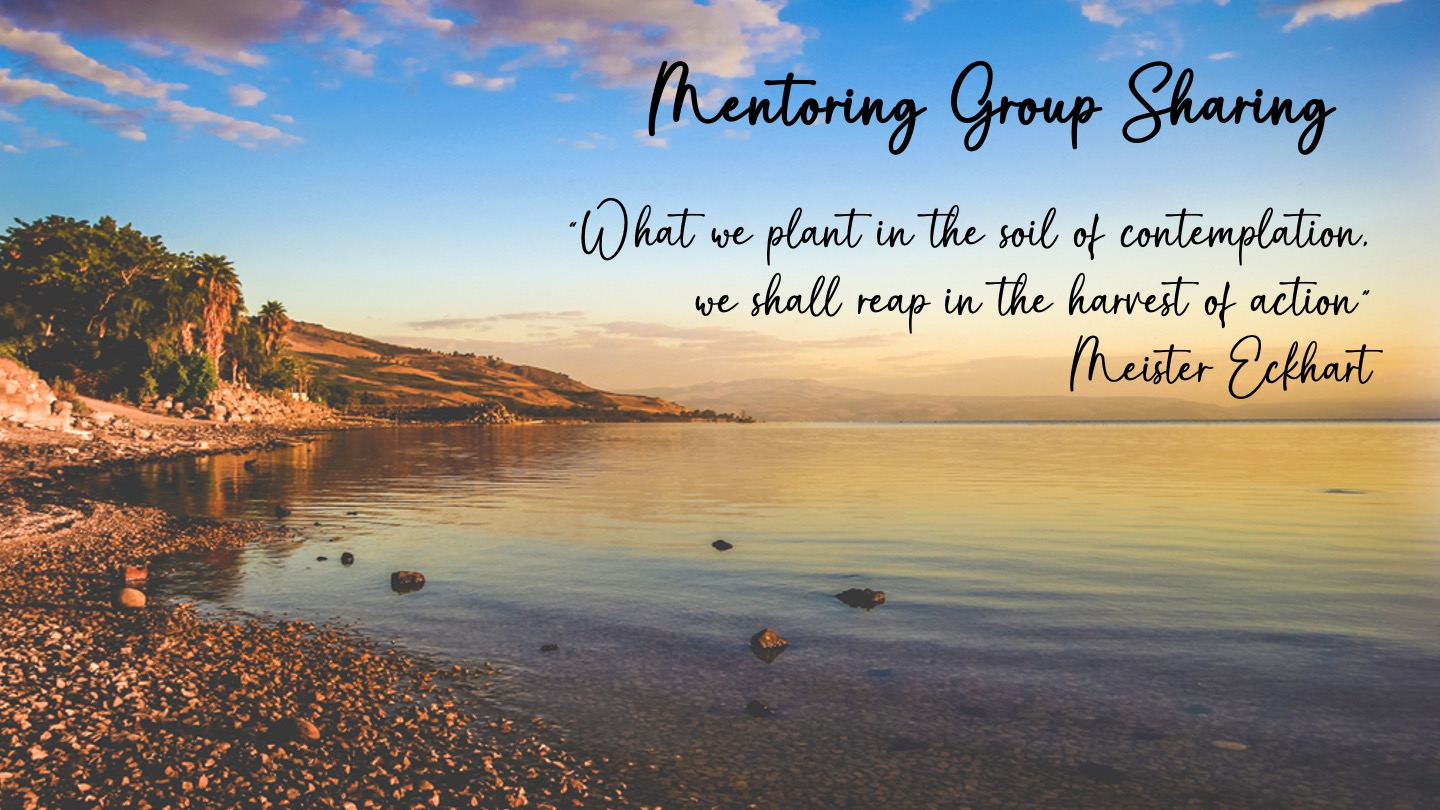 Mentoring Group Sharing
"What we plant in the soil of contemplation,
we shall reap in the harvest of action"
Meister Eckhart